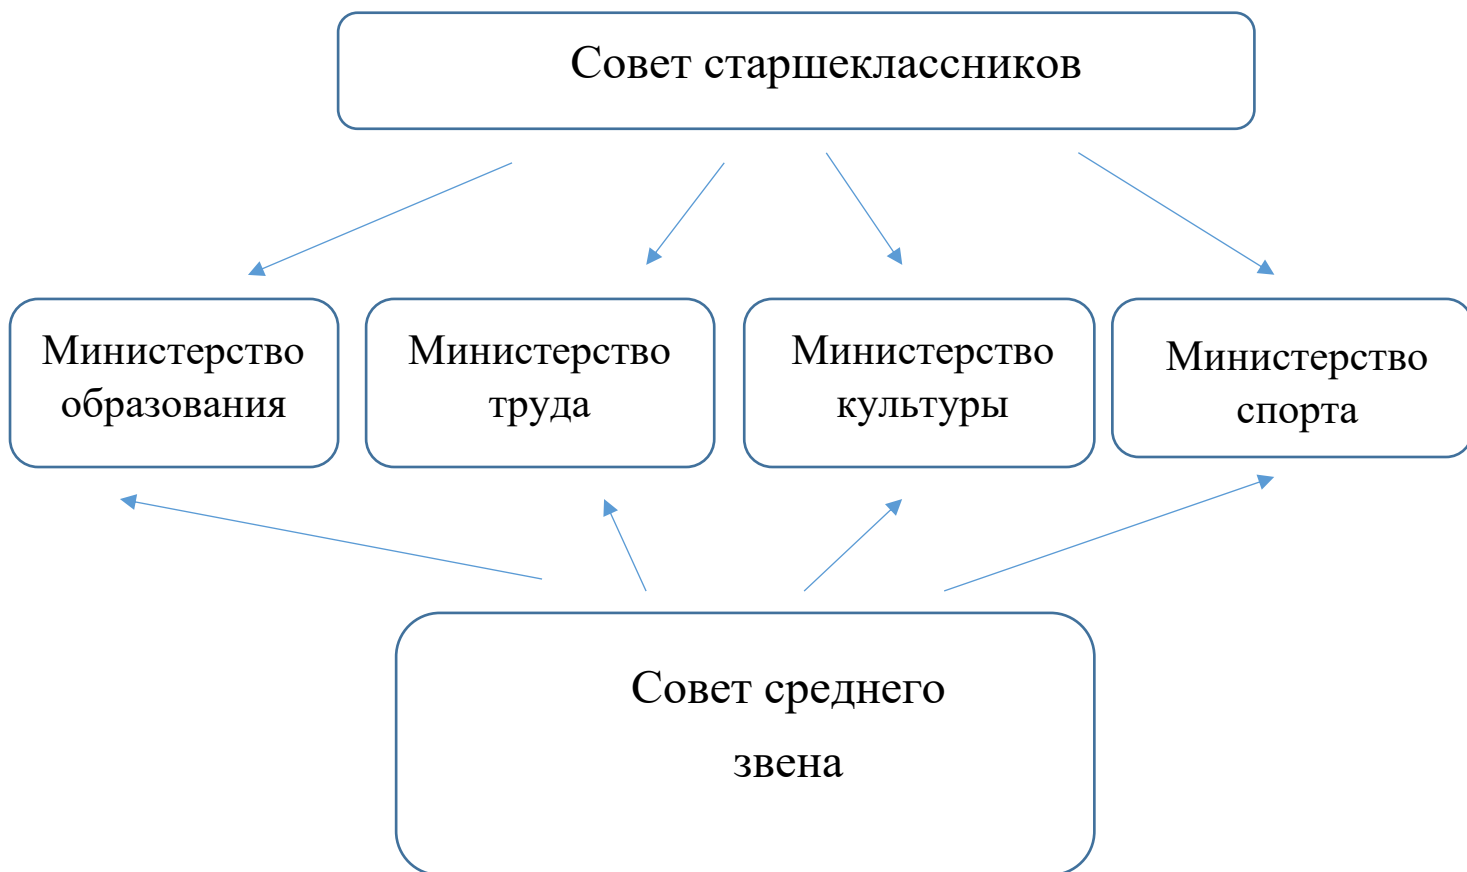 Совет старшеклассников
Министерство
образования
Министерство
труда
Министерство
культуры
Министерство
спорта
Совет среднего
звена